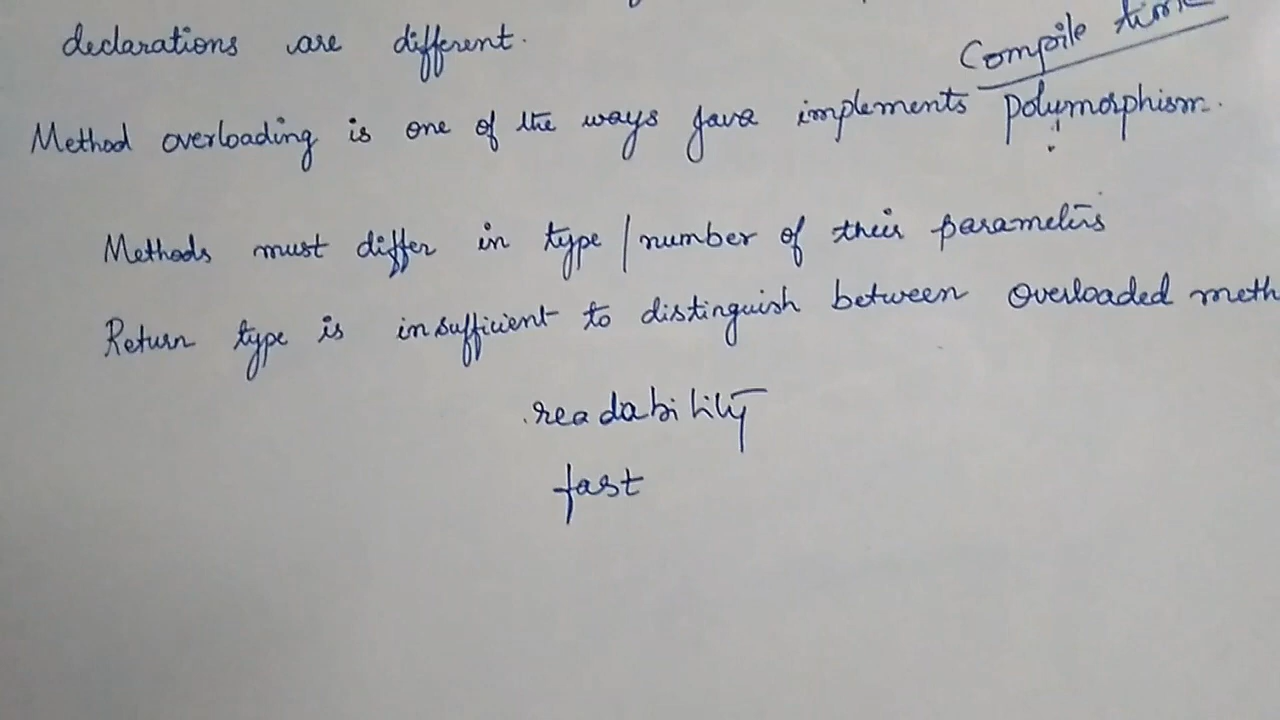 declarations are different.
Compile time
Method overloading is one of the ways Java implements polymorphism.
Methods must differ in type / number of their parameters
Return type is insufficient to distinguish between overloaded meth
readability
fast